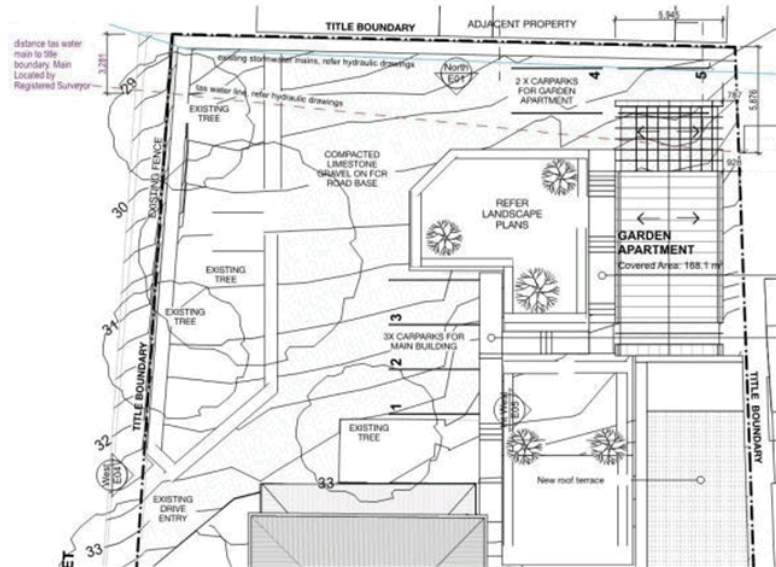 TITLE BOUNDARY
ADJACENT PROPERTY
5,945
distance tas water
main to title
boundary. Main
Located by
Registered Surveyor
3,281
existing stormwater mains, refer hydraulic drawings
North
E01
2 X CARPARKS
FOR GARDEN
APARTMENT
4
5
787
5,876
29
tas water line, refer hydraulic drawings
EXISTING
TREE
EXISTING FENCE
COMPACTED
LIMESTONE
GRAVEL ON FCR
ROAD BASE
30
REFER
LANDSCAPE
PLANS
GARDEN
APARTMENT
Covered Area: 168.1 m
EXISTING
TREE
EXISTING
TREE
31
3
3X CARPARKS FOR
MAIN BUILDING
2
1
TITLE BOUNDARY
TITLE BOUNDARY
EXISTING
TREE
E05
32
West
E04
33
New roof terrace
EXISTING
DRIVE
ENTRY
33
ET